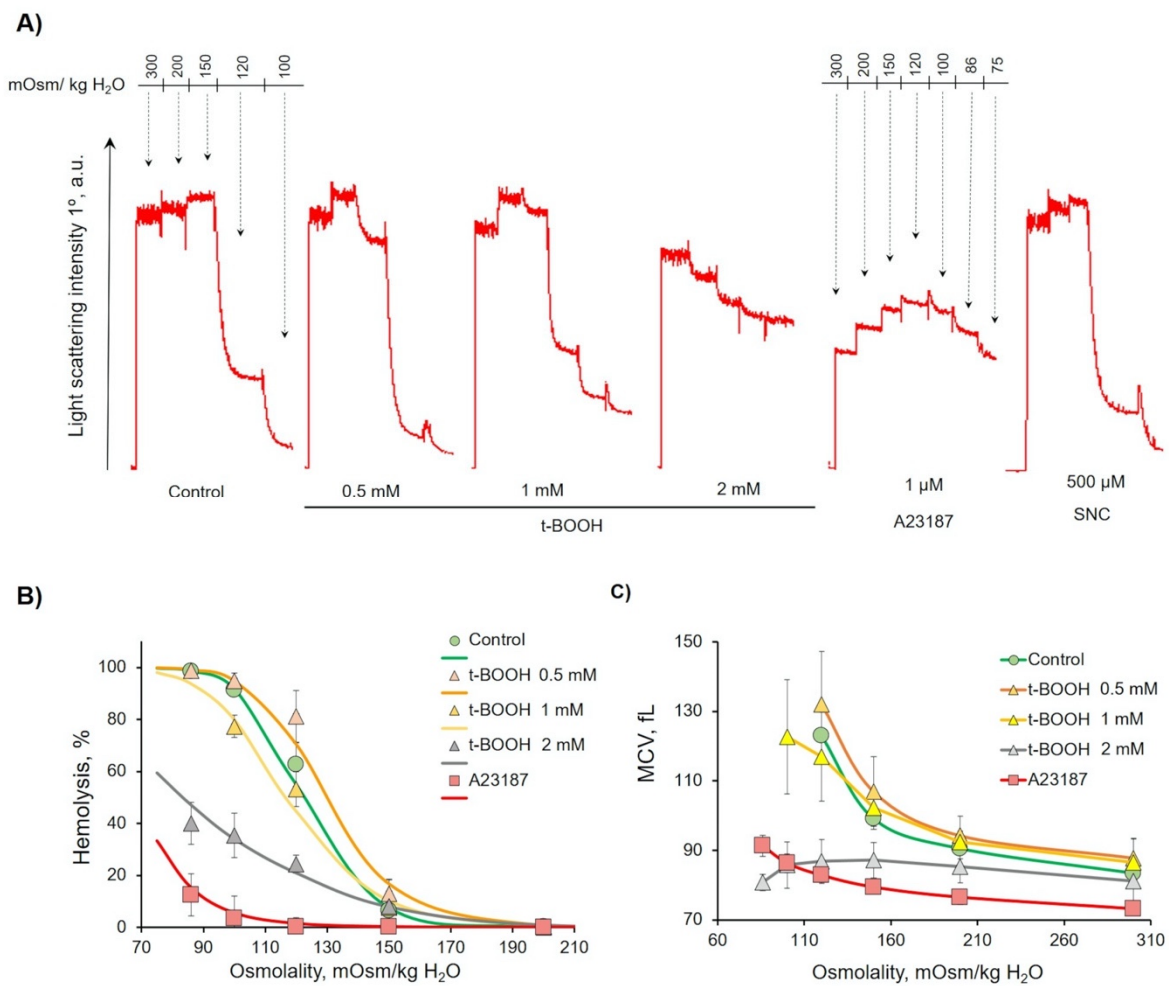 A)
mOsm/ kg H₂O
300 200 150 120 100
300 200 150 120 100 86 75
Light scattering intensity 1º, a.u.
Control
0.5 mM
1 mM
2 mM
t-BOOH
1 µM
A23187
500 µM
SNC
B)
Hemolysis, %
100
80
60
40
20
0
70 90 110 130 150 170 190 210
Osmolality, mOsm/kg H₂O
Control
t-BOOH 0.5 mM
t-BOOH 1 mM
t-BOOH 2 mM
A23187
C)
MCV, fL
150
130
110
90
70
60 110 160 210 260 310
Osmolality, mOsm/kg H₂O
Control
t-BOOH 0.5 mM
t-BOOH 1 mM
t-BOOH 2 mM
A23187